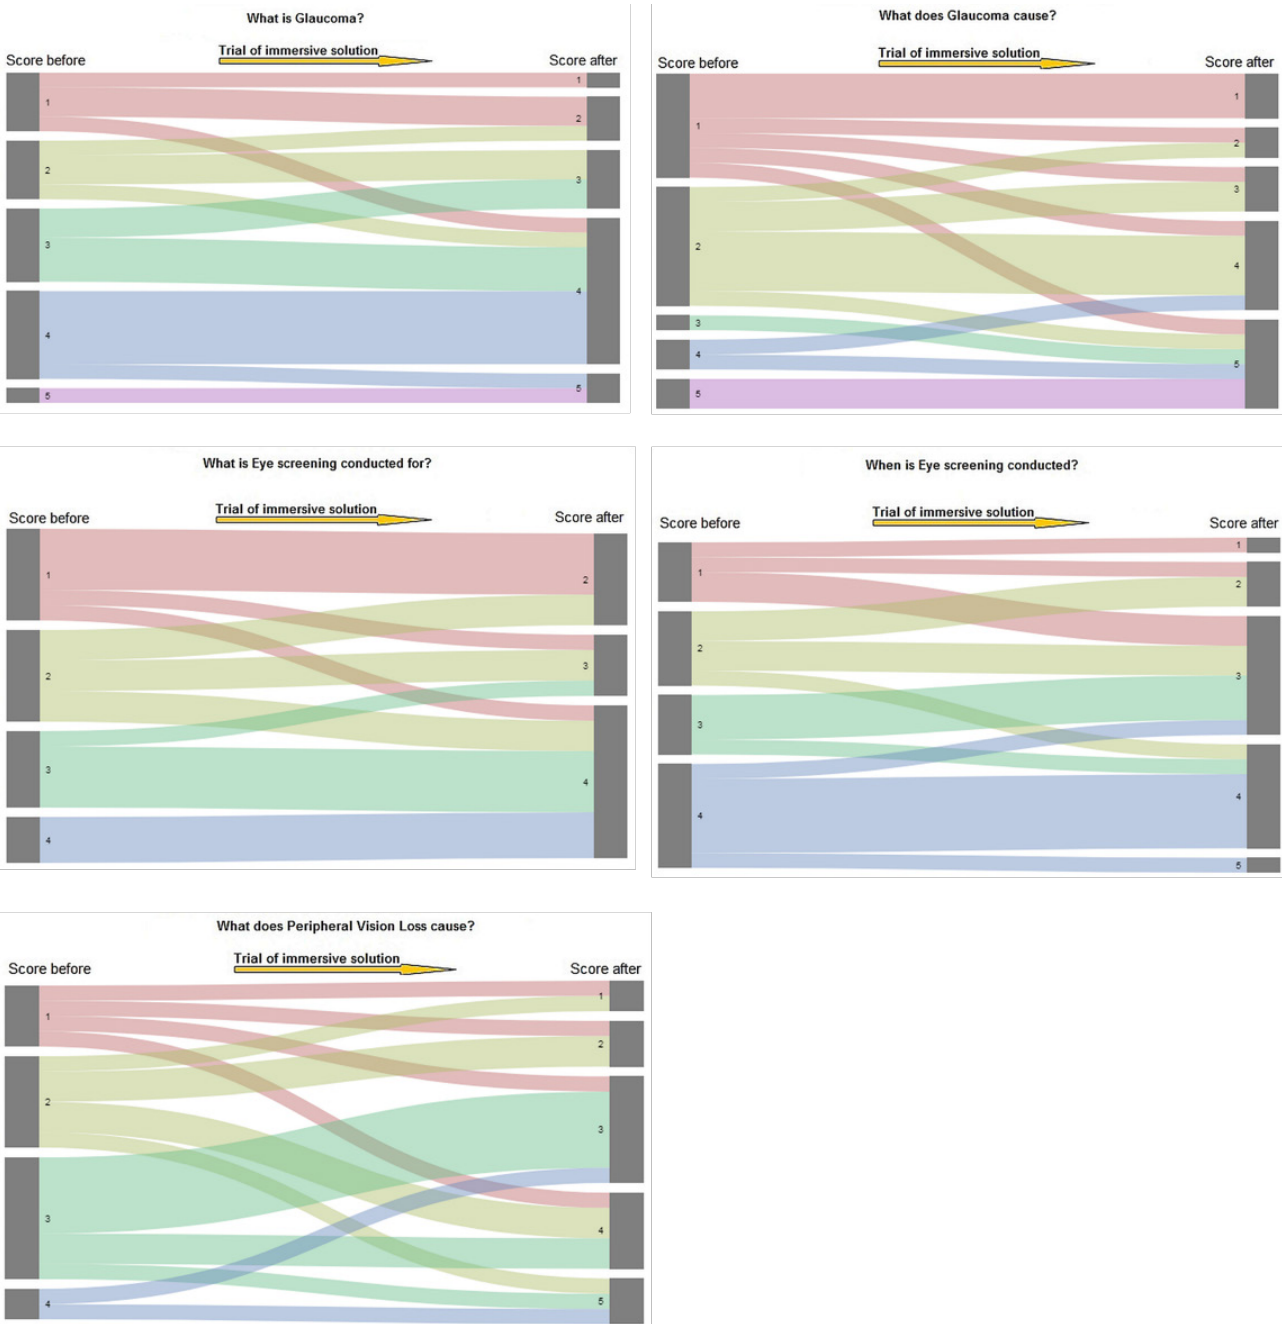 What is Glaucoma?
Trial of immersive solution
Score before
Score after
1
1
2
2
3
3
4
4
5
5
What does Glaucoma cause?
Trial of immersive solution
Score before
Score after
1
1
2
3
2
4
3
4
5
5
What is Eye screening conducted for?
Trial of immersive solution
Score before
Score after
1
2
3
2
3
4
4
When is Eye screening conducted?
Trial of immersive solution
Score before
Score after
1
1
2
2
3
3
4
4
5
What does Peripheral Vision Loss cause?
Trial of immersive solution
Score before
Score after
1
1
2
2
3
3
4
4
5